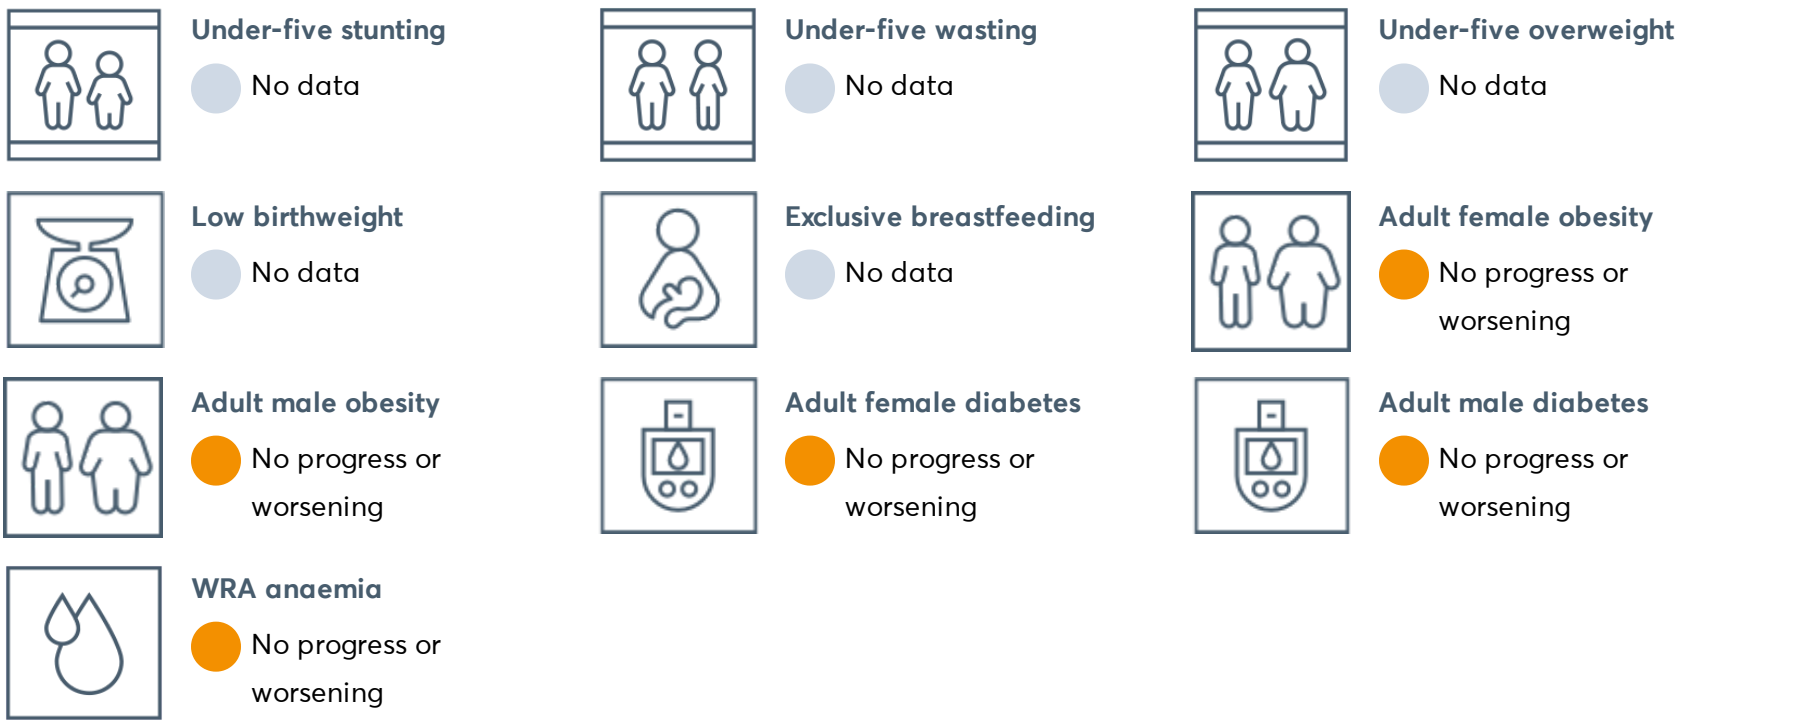 Under-five stunting
No data
Under-five wasting
No data
Under-five overweight
No data
Low birthweight
No data
Exclusive breastfeeding
No data
Adult female obesity
No progress or
worsening
Adult male obesity
No progress or
worsening
Adult female diabetes
No progress or
worsening
Adult male diabetes
No progress or
worsening
WRA anaemia
No progress or
worsening